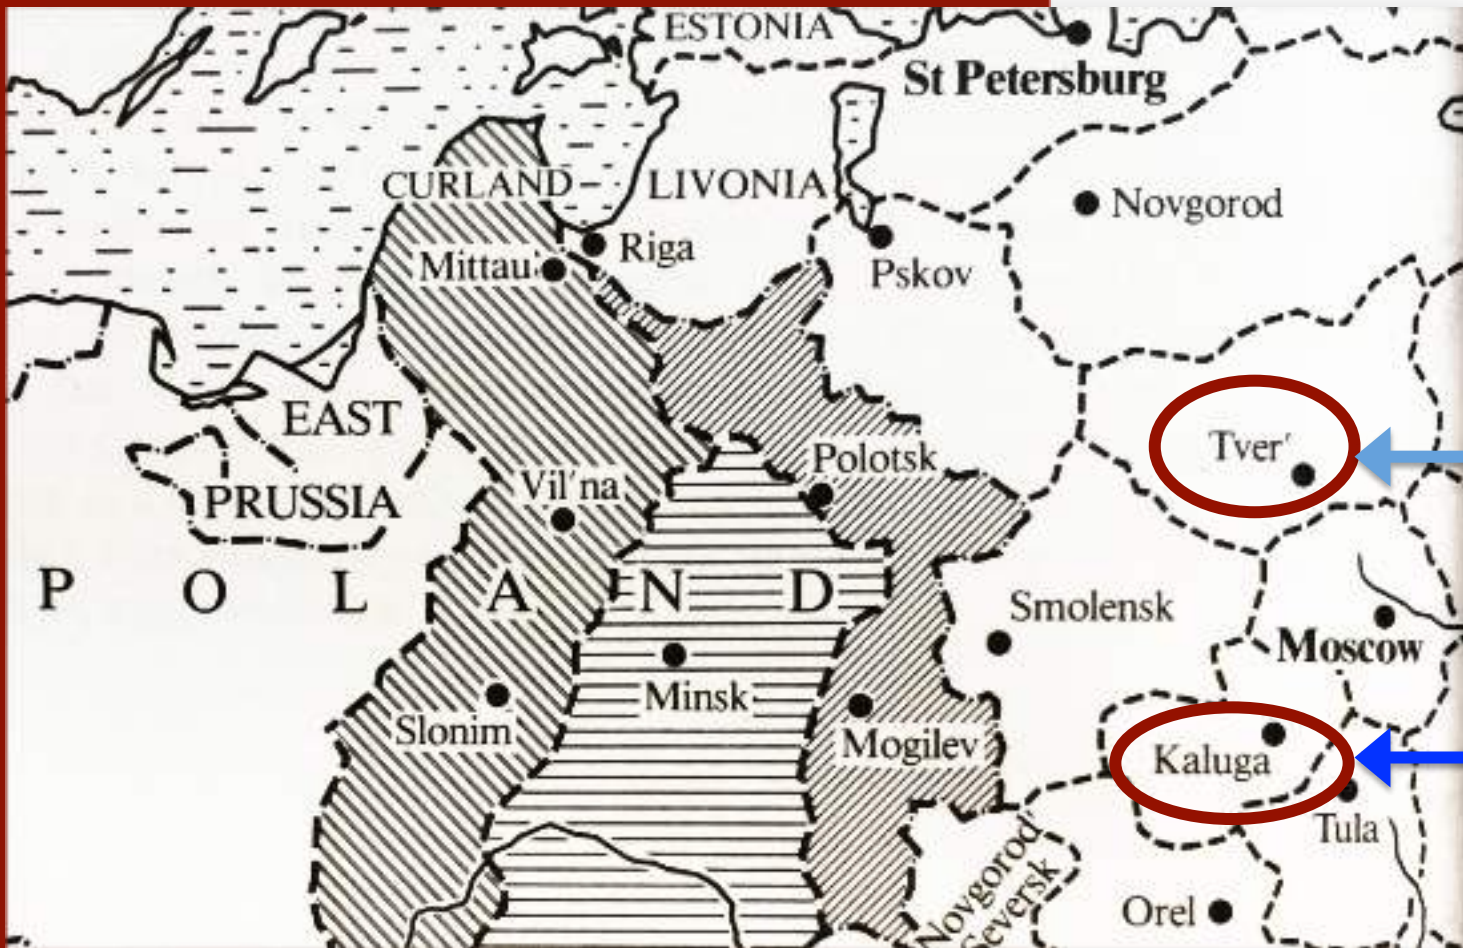 ESTONIA
St Petersburg
CURLAND
LIVONIA
Novgorod
Riga
Mittau
Pskov
EAST
PRUSSIA
Tver′
Polotsk
Vil′na
P O L A N D
Smolensk
Moscow
Minsk
Slonim
Mogilev
Kaluga
Tula
Novgorod
Seversk
Orel